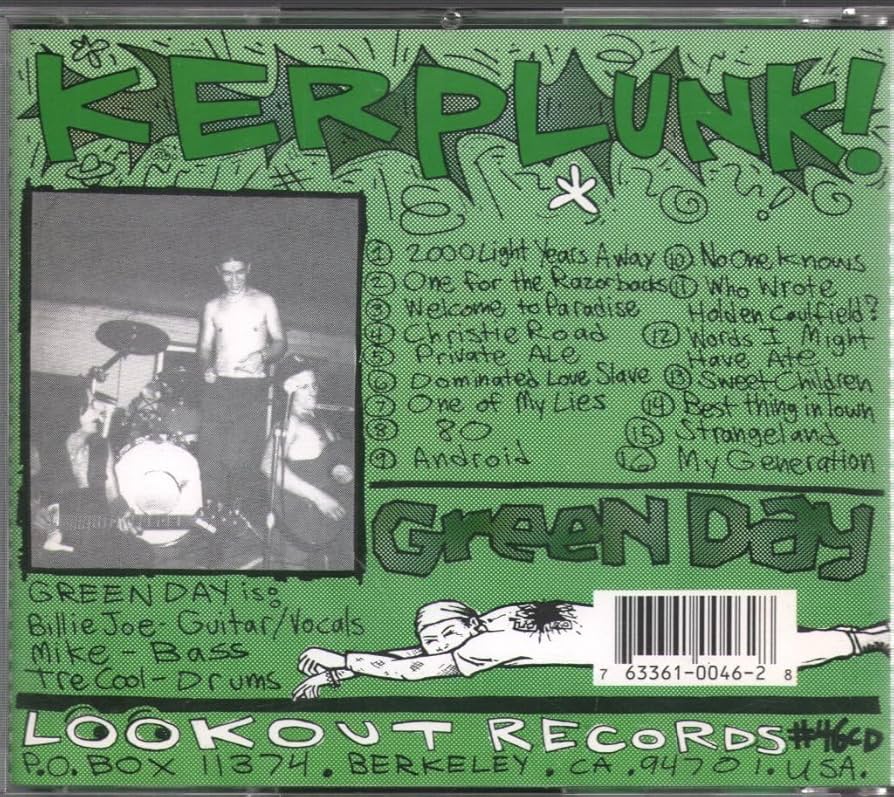 KERPLUNK!
① 2000 Light Years Away
② One for the Razorbacks
③ Welcome to Paradise
④ Christie Road
⑤ Private Ale
⑥ Dominated Love Slave
⑦ One of My Lies
⑧ 80
⑨ Android
⑩ No One Knows
⑪ Who Wrote
Holden Caulfield?
⑫ Words I Might
Have Ate
⑬ Sweet Children
⑭ Best thing in Town
⑮ Strangeland
⑯ My Generation
GREEN DAY
GREEN DAY is:
Billie Joe Guitar/Vocals
Mike - Bass
Tre Cool - Drums
7 63361-0046-2 8
LOOKOUT RECORDS #46CD
P.O. BOX 11374. BERKELEY. CA. 94701. USA.